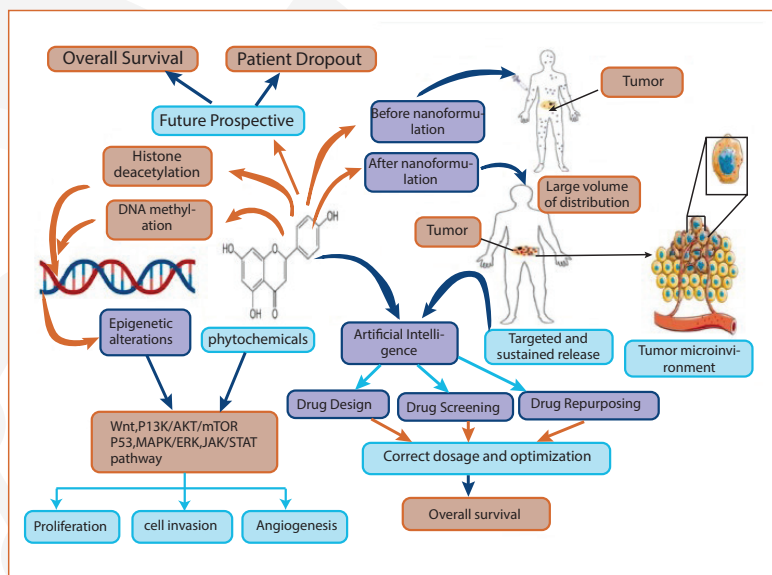 Overall Survival
Patient Dropout
Future Prospective
Before nanoformu-
lation
Tumor
Histone
deacetylation
After nanoformu-
lation
Large volume
of distribution
DNA methyl-
ation
OH
Tumor
HO
O
OH
O
Epigenetic
alterations
phytochemicals
Artificial Intelli-
gence
Targeted and
sustained release
Tumor microinvi-
ronment
Drug Design
Drug Screening
Drug Repurposing
Wnt,P13K/AKT/mTOR
P53,MAPK/ERK,JAK/STAT
pathway
Correct dosage and optimization
Proliferation
cell invasion
Angiogenesis
Overall survival